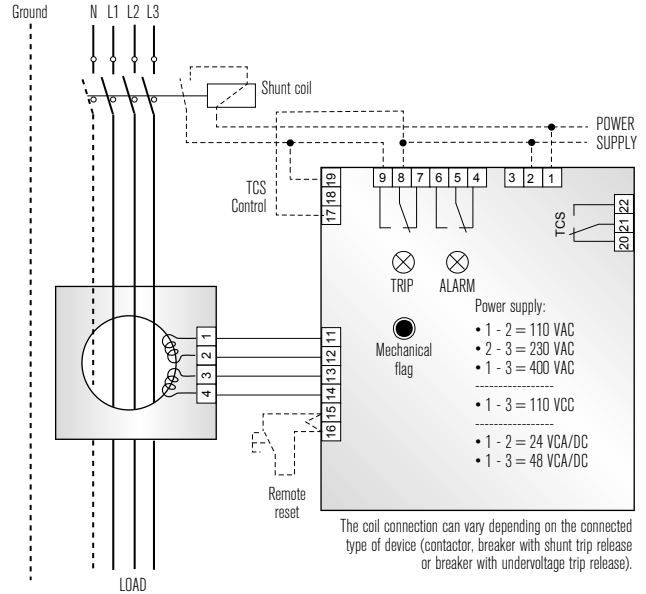 Ground
N L1 L2 L3
Shunt coil
POWER
SUPPLY
TCS
Control
19
18
17
9 8 7 6 5 4
3 2 1
22
21
20
TCS
TRIP
ALARM
Mechanical
flag
Power supply:
• 1 - 2 = 110 VAC
• 2 - 3 = 230 VAC
• 1 - 3 = 400 VAC
-----------------
• 1 - 3 = 110 VCC
-----------------
• 1 - 2 = 24 VCA/DC
• 1 - 3 = 48 VCA/DC
1
2
3
4
11
12
13
14
15
16
Remote
reset
The coil connection can vary depending on the connected
type of device (contactor, breaker with shunt trip release
or breaker with undervoltage trip release).
LOAD